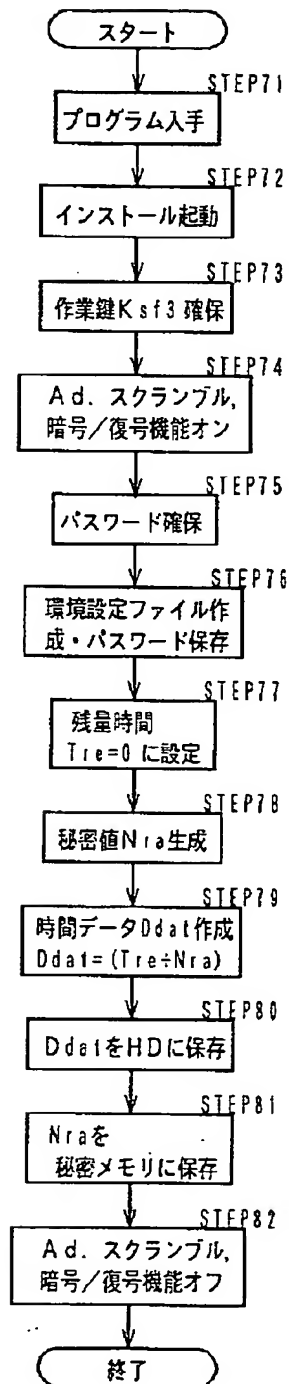 スタート
STEP71
プログラム入手
STEP72
インストール起動
STEP73
作業鍵Ksf3確保
STEP74
Ad. スクランブル,
暗号/復号機能オン
STEP75
パスワード確保
STEP76
環境設定ファイル作
成・パスワード保存
STEP77
残量時間
Tre=0に設定
STEP78
秘密値Nra生成
STEP79
時間データDdat作成
Ddat=(Tre÷Nra)
STEP80
DdatをHDに保存
STEP81
Nraを
秘密メモリに保存
STEP82
Ad. スクランブル,
暗号/復号機能オフ
終了